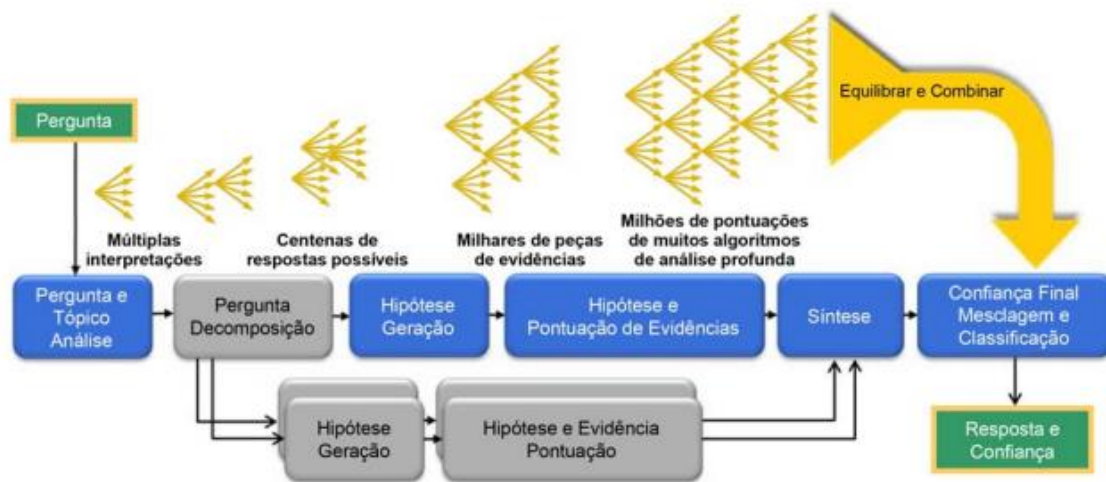 Pergunta
Equilibrar e Combinar
Múltiplas
interpretações
Centenas de
respostas possíveis
Milhares de peças
de evidências
Milhões de pontuações
de muitos algoritmos
de análise profunda
Pergunta e
Tópico
Análise
Pergunta
Decomposição
Hipótese
Geração
Hipótese e
Pontuação de Evidências
Síntese
Confiança Final
Mesclagem e
Classificação
Hipótese
Geração
Hipótese e Evidência
Pontuação
Resposta e
Confiança